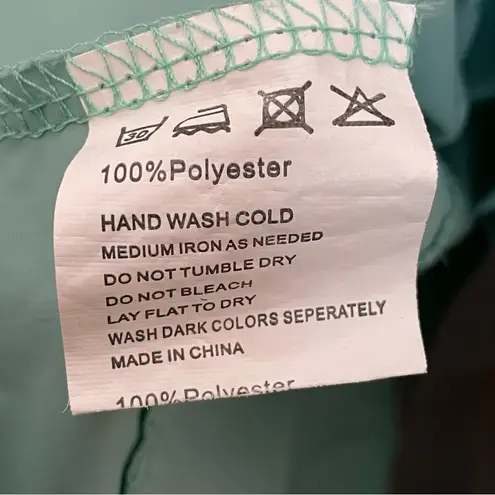 30
100%Polyester
HAND WASH COLD
MEDIUM IRON AS NEEDED
DO NOT TUMBLE DRY
DO NOT BLEACH
LAY FLAT TO DRY
WASH DARK COLORS SEPERATELY
MADE IN CHINA
100%Polyester